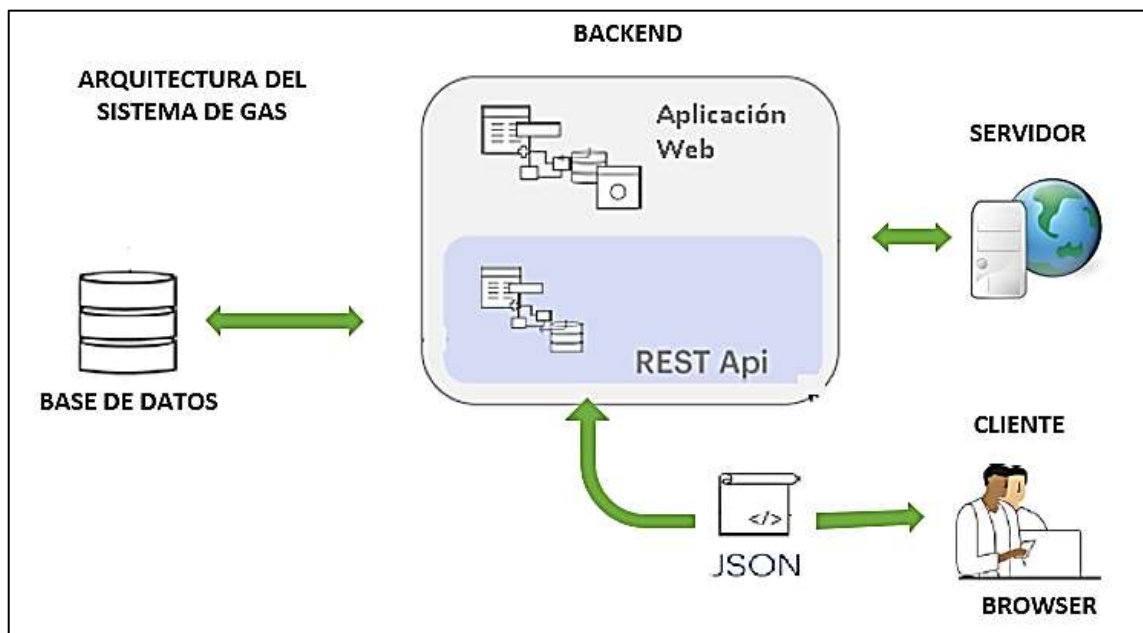 BACKEND
ARQUITECTURA DEL
SISTEMA DE GAS
Aplicación
Web
SERVIDOR
REST Api
BASE DE DATOS
CLIENTE
</>
JSON
BROWSER